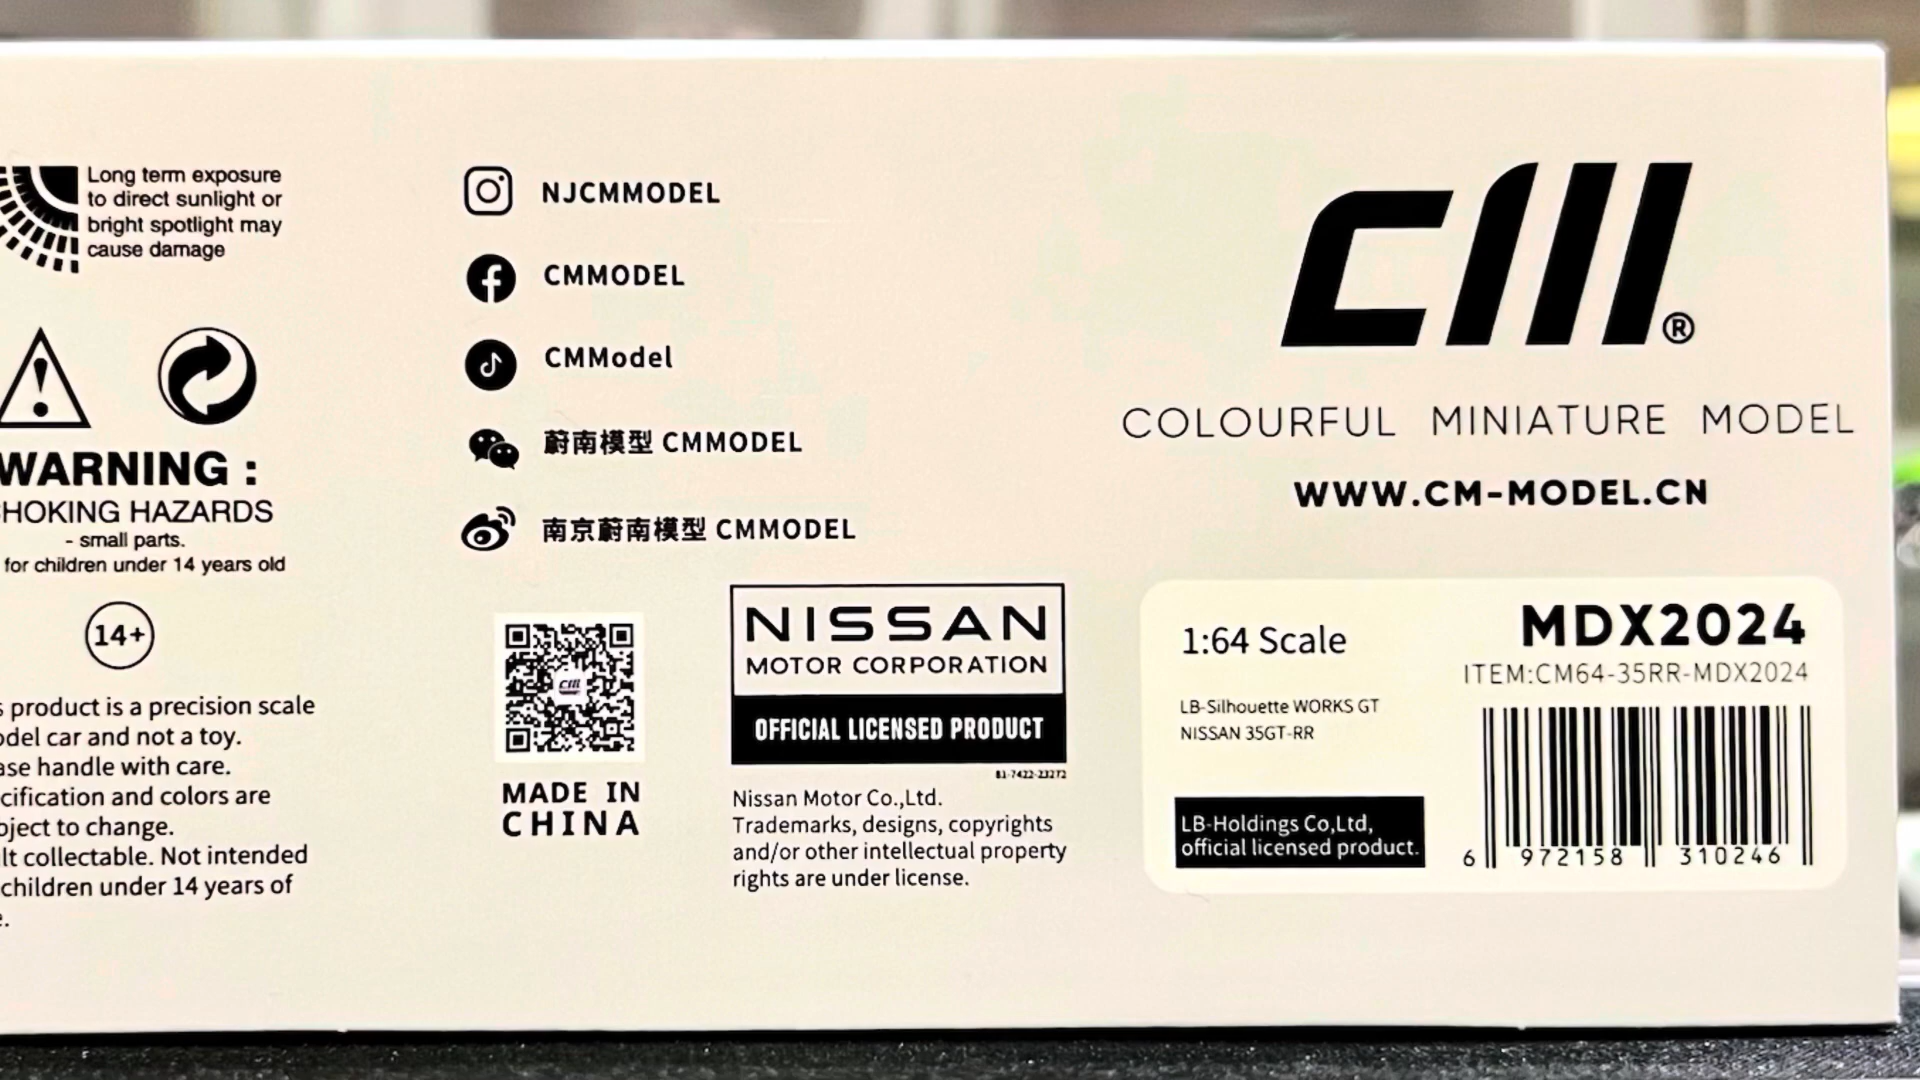 Long term exposure
to direct sunlight or
bright spotlight may
cause damage
WARNING :
HOKING HAZARDS
- small parts.
for children under 14 years old
14+
product is a precision scale
car and not a toy.
handle with care.
and colors are
to change.
collectable. Not intended
children under 14 years of
NJCMMODEL
CMMODEL
CMModel
蔚南模型 CMMODEL
南京蔚南模型 CMMODEL
MADE IN
CHINA
NISSAN
MOTOR CORPORATION
OFFICIAL LICENSED PRODUCT
81-7422-23272
Nissan Motor Co.,Ltd.
Trademarks, designs, copyrights
and/or other intellectual property
rights are under license.
CM®
COLOURFUL MINIATURE MODEL
WWW.CM-MODEL.CN
1:64 Scale
MDX2024
ITEM:CM64-35RR-MDX2024
LB-Silhouette WORKS GT
NISSAN 35GT-RR
LB-Holdings Co,Ltd,
official licensed product.
6 972158 310246